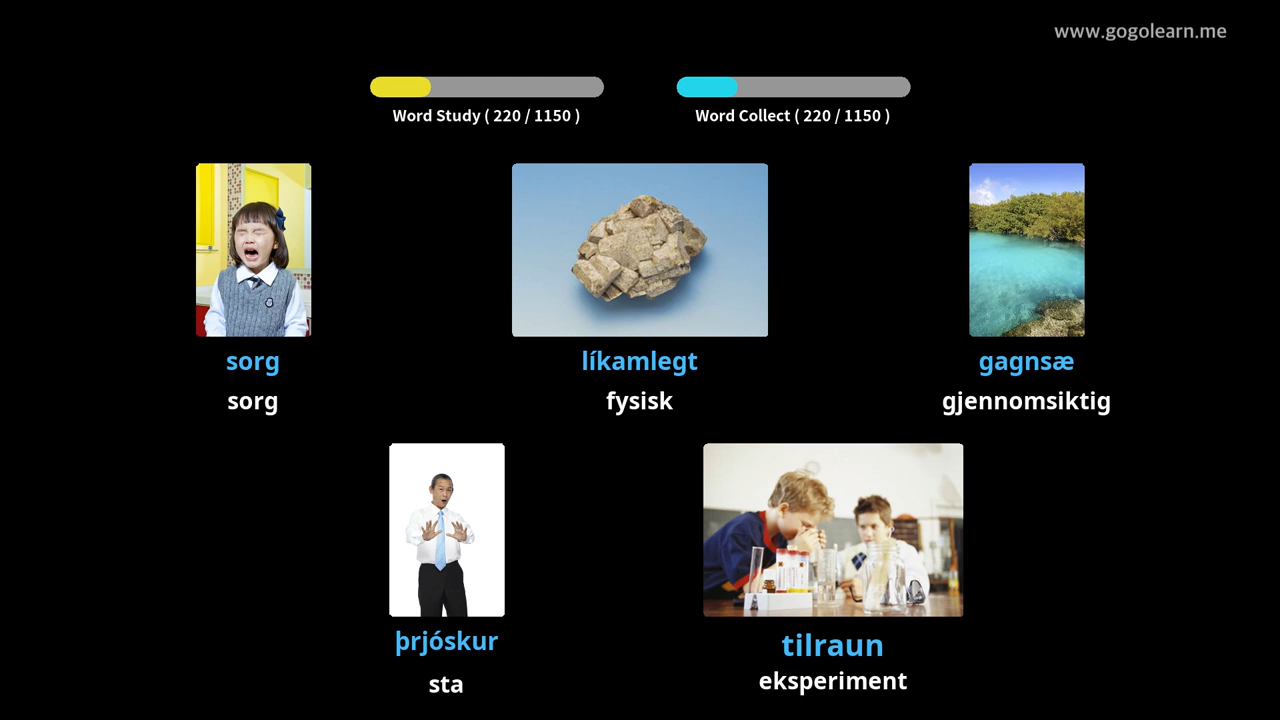 www.gogolearn.me
Word Study ( 220 / 1150 )
Word Collect ( 220 / 1150 )
sorg
sorg
líkamlegt
fysisk
gagnsæ
gjennomsiktig
þrjóskur
sta
tilraun
eksperiment